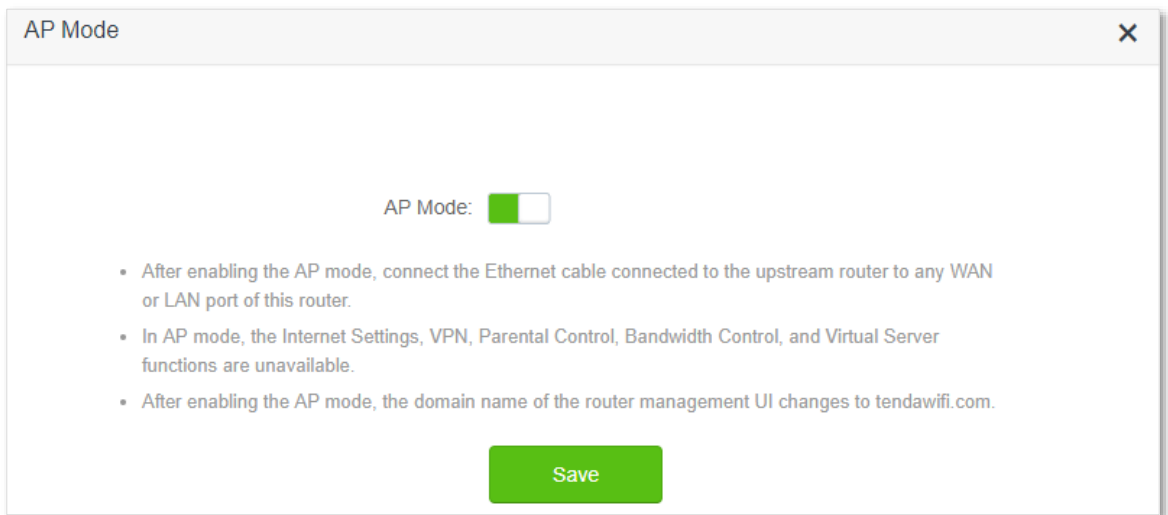 AP Mode
AP Mode:
• After enabling the AP mode, connect the Ethernet cable connected to the upstream router to any WAN
or LAN port of this router.
• In AP mode, the Internet Settings, VPN, Parental Control, Bandwidth Control, and Virtual Server
functions are unavailable.
• After enabling the AP mode, the domain name of the router management UI changes to tendawifi.com.
Save